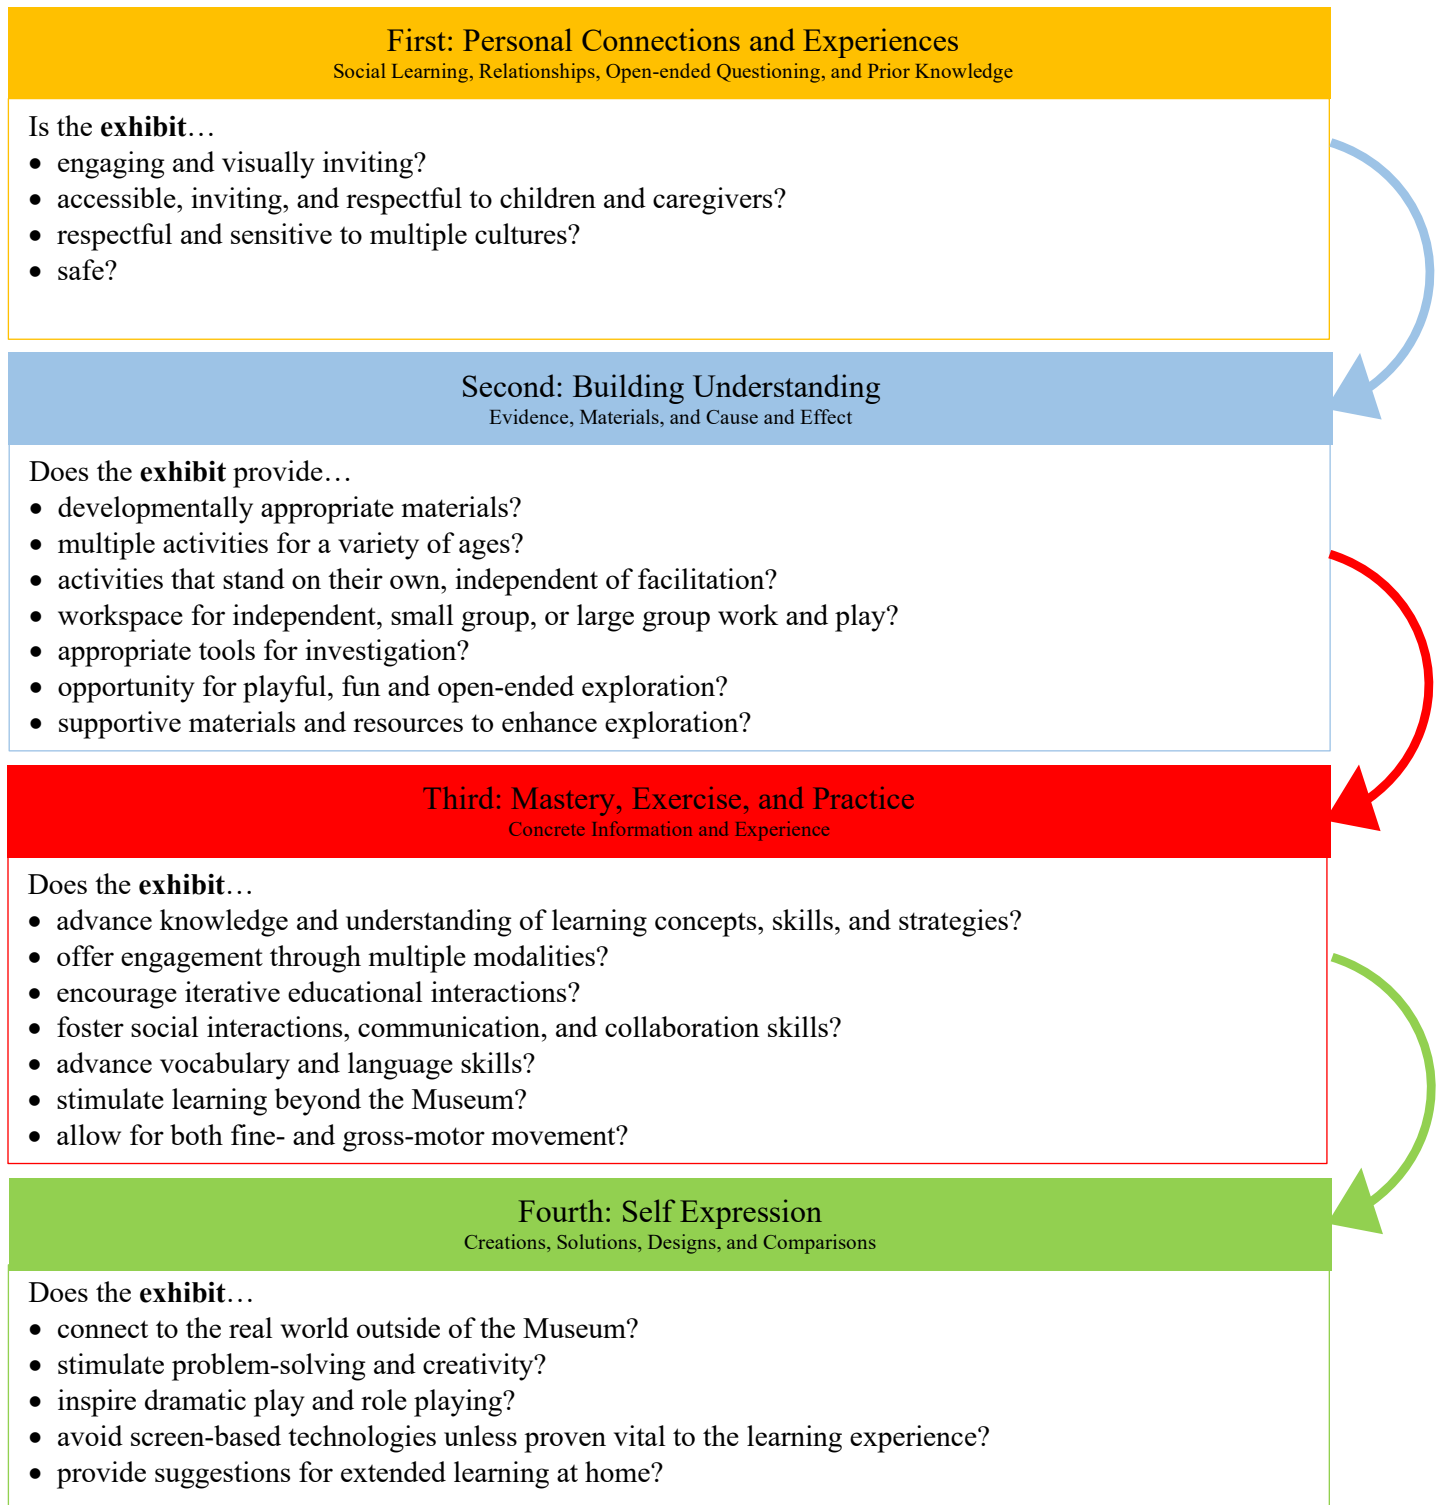 First: Personal Connections and Experiences
Social Learning, Relationships, Open-ended Questioning, and Prior Knowledge
Is the exhibit…
• engaging and visually inviting?
• accessible, inviting, and respectful to children and caregivers?
• respectful and sensitive to multiple cultures?
• safe?
Second: Building Understanding
Evidence, Materials, and Cause and Effect
Does the exhibit provide…
• developmentally appropriate materials?
• multiple activities for a variety of ages?
• activities that stand on their own, independent of facilitation?
• workspace for independent, small group, or large group work and play?
• appropriate tools for investigation?
• opportunity for playful, fun and open-ended exploration?
• supportive materials and resources to enhance exploration?
Third: Mastery, Exercise, and Practice
Concrete Information and Experience
Does the exhibit…
• advance knowledge and understanding of learning concepts, skills, and strategies?
• offer engagement through multiple modalities?
• encourage iterative educational interactions?
• foster social interactions, communication, and collaboration skills?
• advance vocabulary and language skills?
• stimulate learning beyond the Museum?
• allow for both fine- and gross-motor movement?
Fourth: Self Expression
Creations, Solutions, Designs, and Comparisons
Does the exhibit…
• connect to the real world outside of the Museum?
• stimulate problem-solving and creativity?
• inspire dramatic play and role playing?
• avoid screen-based technologies unless proven vital to the learning experience?
• provide suggestions for extended learning at home?